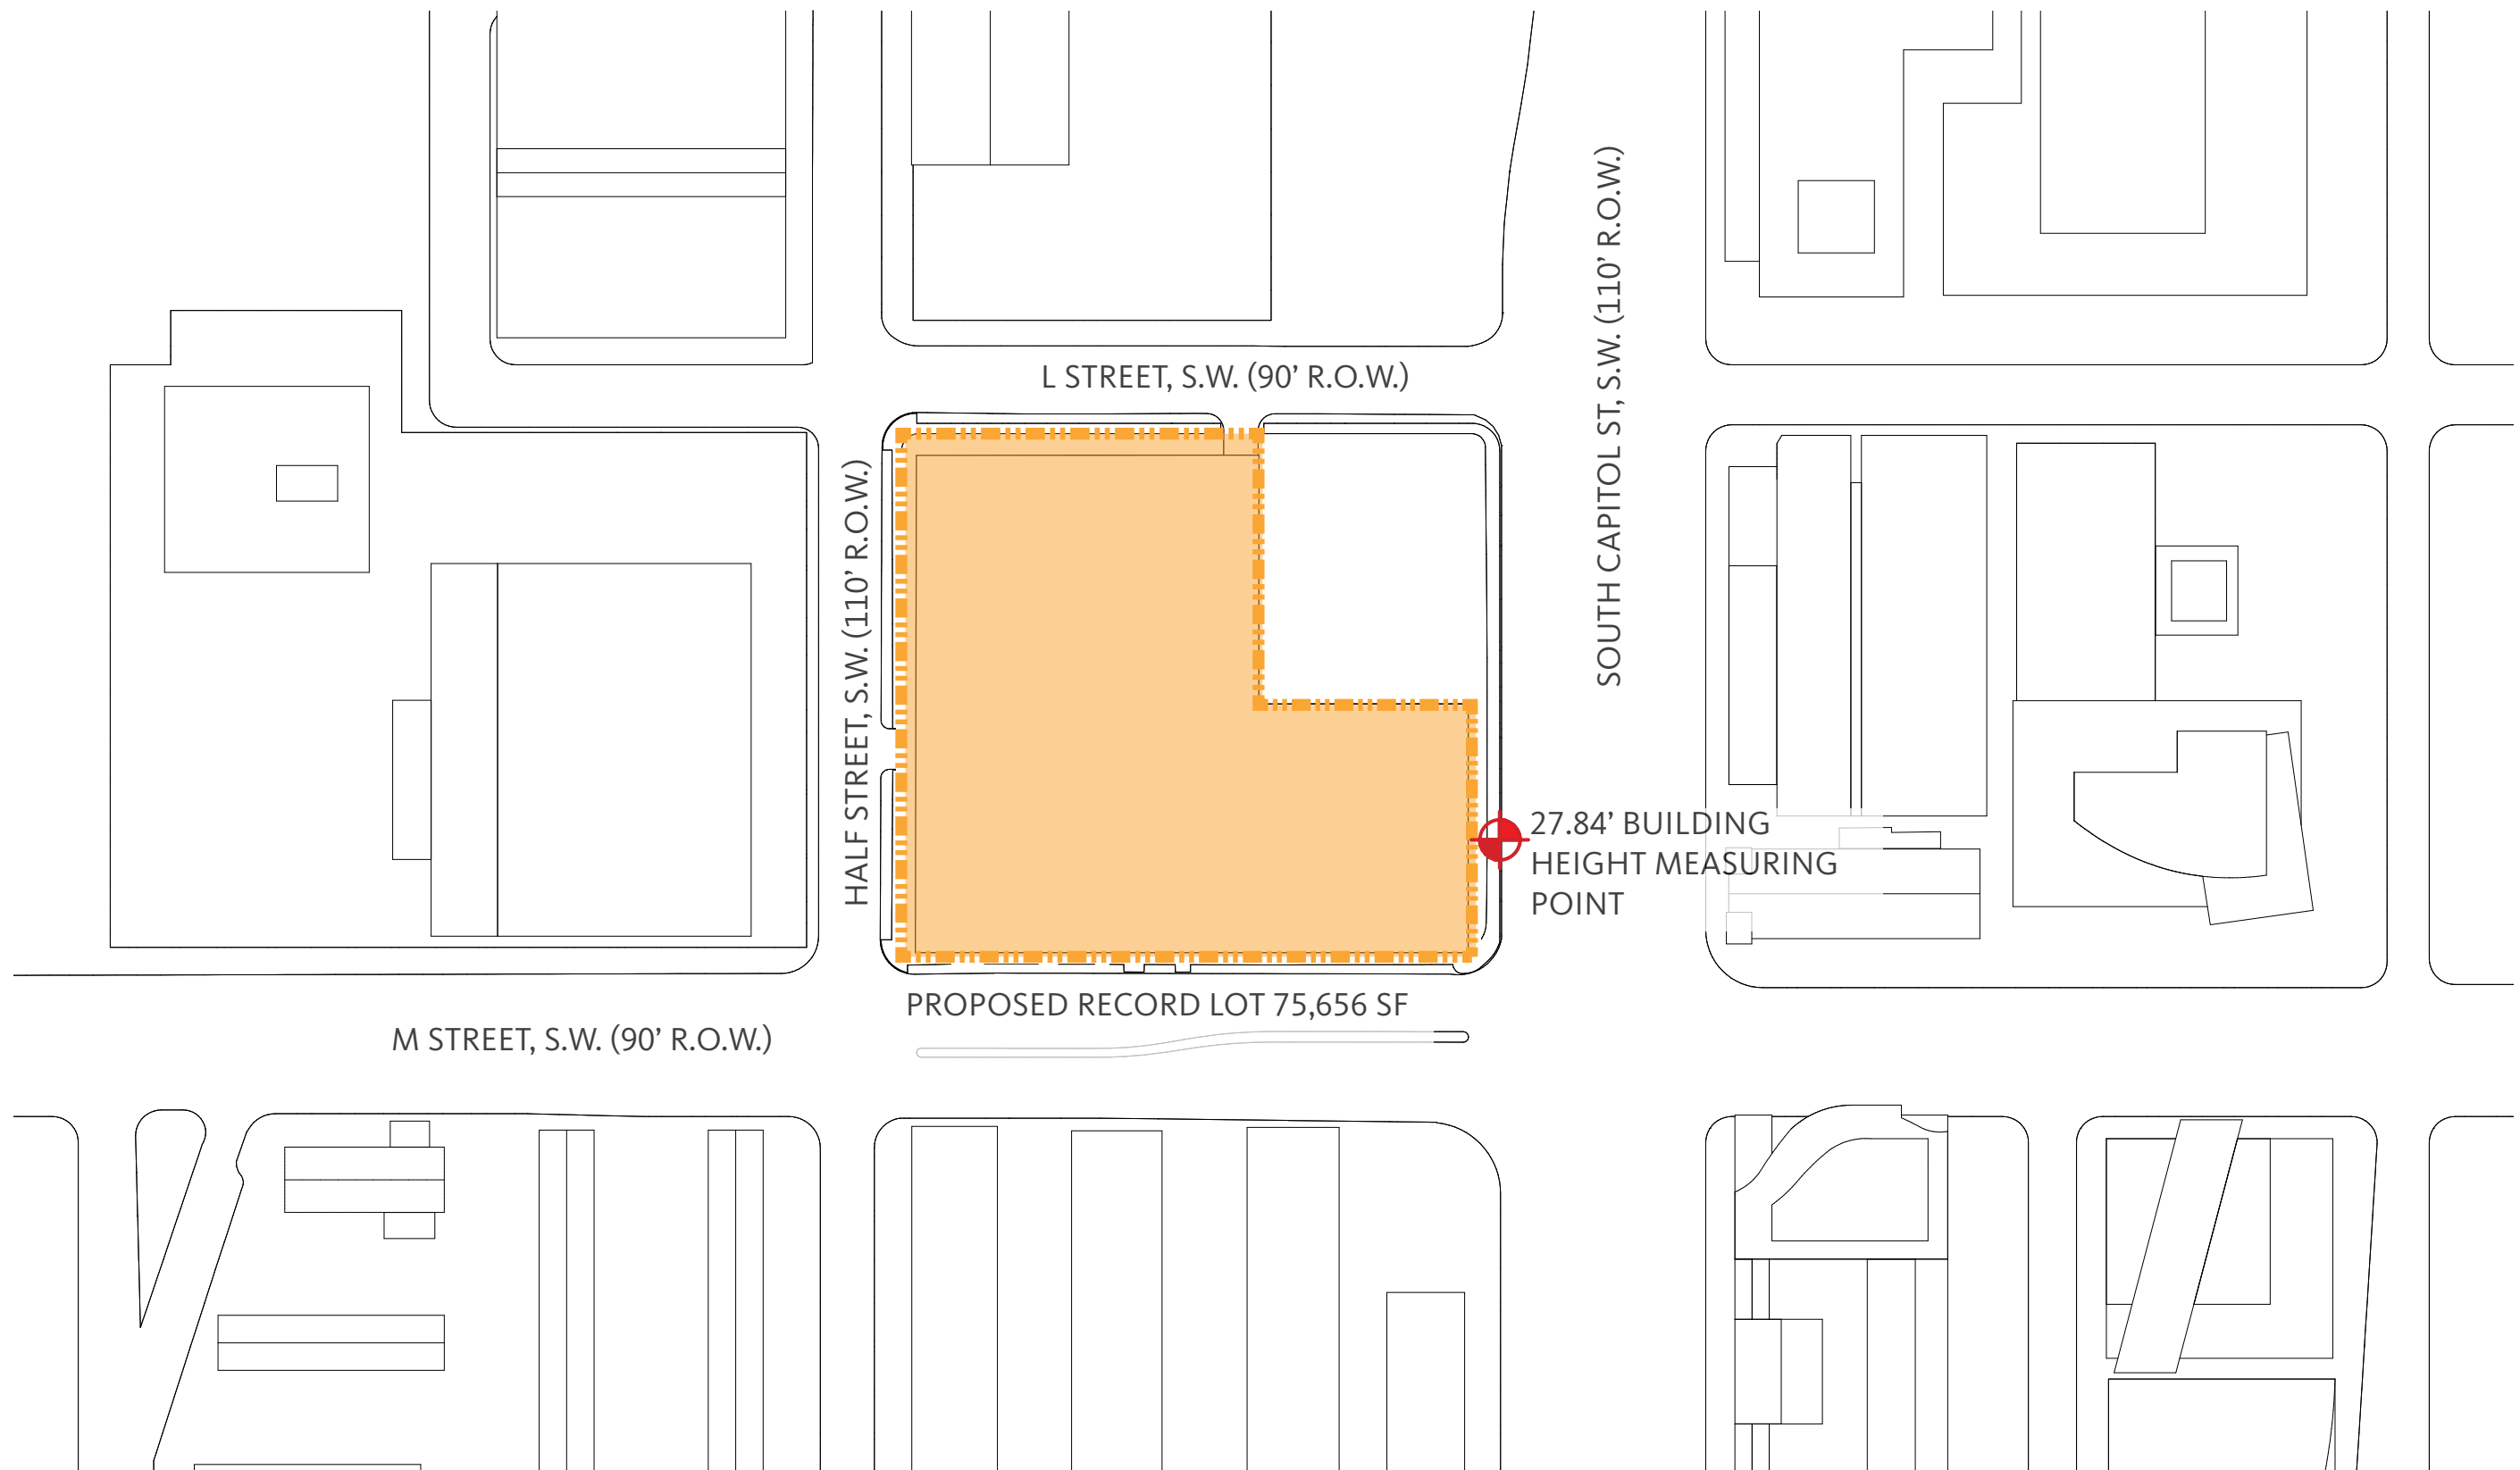 L STREET, S.W. (90’ R.O.W.)
SOUTH CAPITOL ST, S.W. (110’ R.O.W.)
HALF STREET, S.W. (110’ R.O.W.)
27.84’ BUILDING
HEIGHT MEASURING
POINT
PROPOSED RECORD LOT 75,656 SF
M STREET, S.W. (90’ R.O.W.)